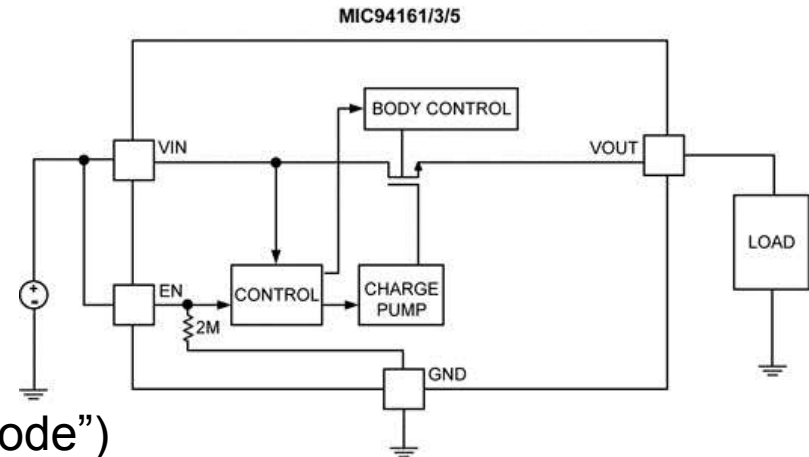 MIC94161/3/5
BODY CONTROL
VIN
VOUT
LOAD
+
-
EN
CONTROL
CHARGE
PUMP
2M
GND
ode”)